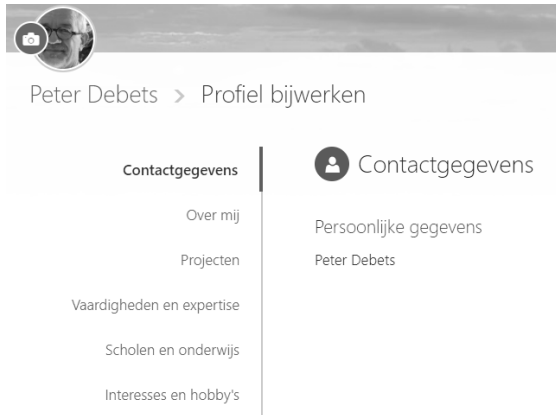 Peter Debets > Profiel bijwerken
Contactgegevens
Over mij
Projecten
Vaardigheden en expertise
Scholen en onderwijs
Interesses en hobby's
Contactgegevens
Persoonlijke gegevens
Peter Debets